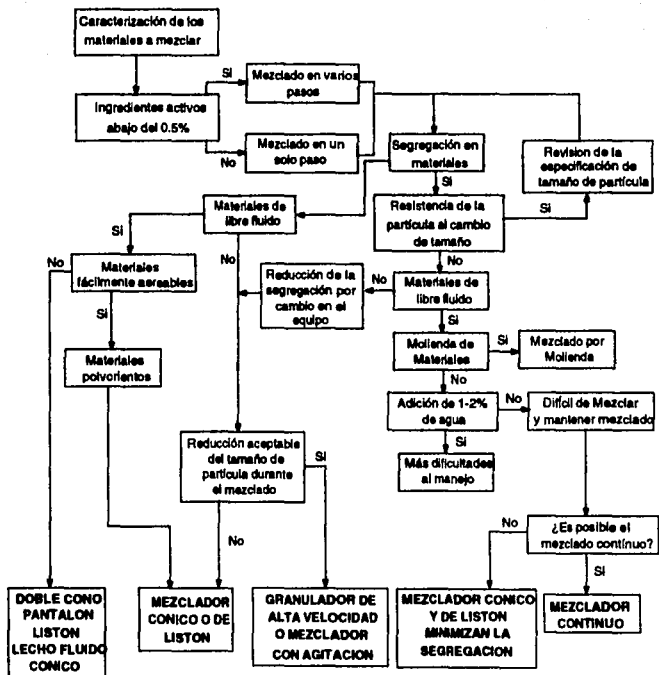 Caracterización de los
materiales a mezclar
Si
Mezclado en varios
pasos
Ingredientes activos
abajo del 0.5%
No
Mezclado en un
solo paso
Segregación en
materiales
Revision de la
especificación de
tamaño de partícula
Si
Materiales de
libre fluido
Resistencia de la
partícula al cambio
de tamaño
Si
Si
No
No
Materiales
fácilmente aereables
No
Reducción de la
segregación por
cambio en el
equipo
No
Materiales de
libre fluido
Si
Si
Molienda de
Materiales
Si
Mezclado por
Molienda
Materiales
polvorientos
No
Adición de 1-2%
de agua
No
Difícil de Mezclar
y mantener mezclado
Reducción aceptable
del tamaño de
partícula durante
el mezclado
Si
Si
Más dificultades
al manejo
No
No
¿Es posible el
mezclado contínuo?
Si
DOBLE CONO
PANTALON
LISTON
LECHO FLUIDO
CONICO
MEZCLADOR
CONICO O DE
LISTON
GRANULADOR DE
ALTA VELOCIDAD
O MEZCLADOR
CON AGITACION
MEZCLADOR CONICO
Y DE LISTON
MINIMIZAN LA
SEGREGACION
MEZCLADOR
CONTINUO